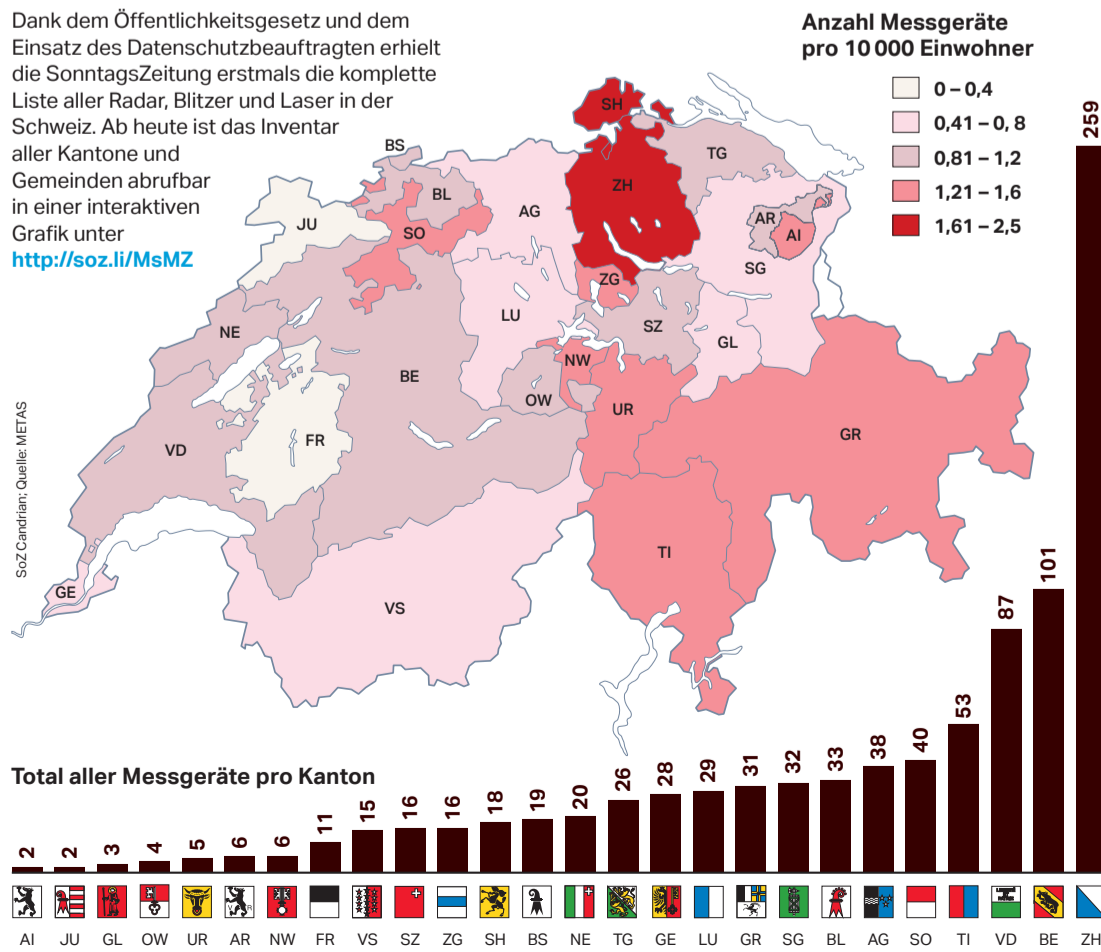 Dank dem Öffentlichkeitsgesetz und dem
Einsatz des Datenschutzbeauftragten erhielt
die SonntagsZeitung erstmals die komplette
Liste aller Radar, Blitzer und Laser in der
Schweiz. Ab heute ist das Inventar
aller Kantone und
Gemeinden abrufbar
in einer interaktiven
Grafik unter
http://soz.li/MsMZ
Anzahl Messgeräte
pro 10 000 Einwohner
0 – 0,4
0,41 – 0, 8
0,81 – 1,2
1,21 – 1,6
1,61 – 2,5
SH
BS
TG
BL
ZH
AG
JU
AR
SO
AI
SG
ZG
LU
NE
SZ
GL
NW
BE
OW
UR
GR
FR
VD
TI
GE
VS
SoZ Candrian; Quelle: METAS
Total aller Messgeräte pro Kanton
2 2 3 4 5 6 6 11 15 16 16 18 19 20 26 28 29 31 32 33 38 40 53 87 101 259
AI JU GL OW UR AR NW FR VS SZ ZG SH BS NE TG GE LU GR SG BL AG SO TI VD BE ZH